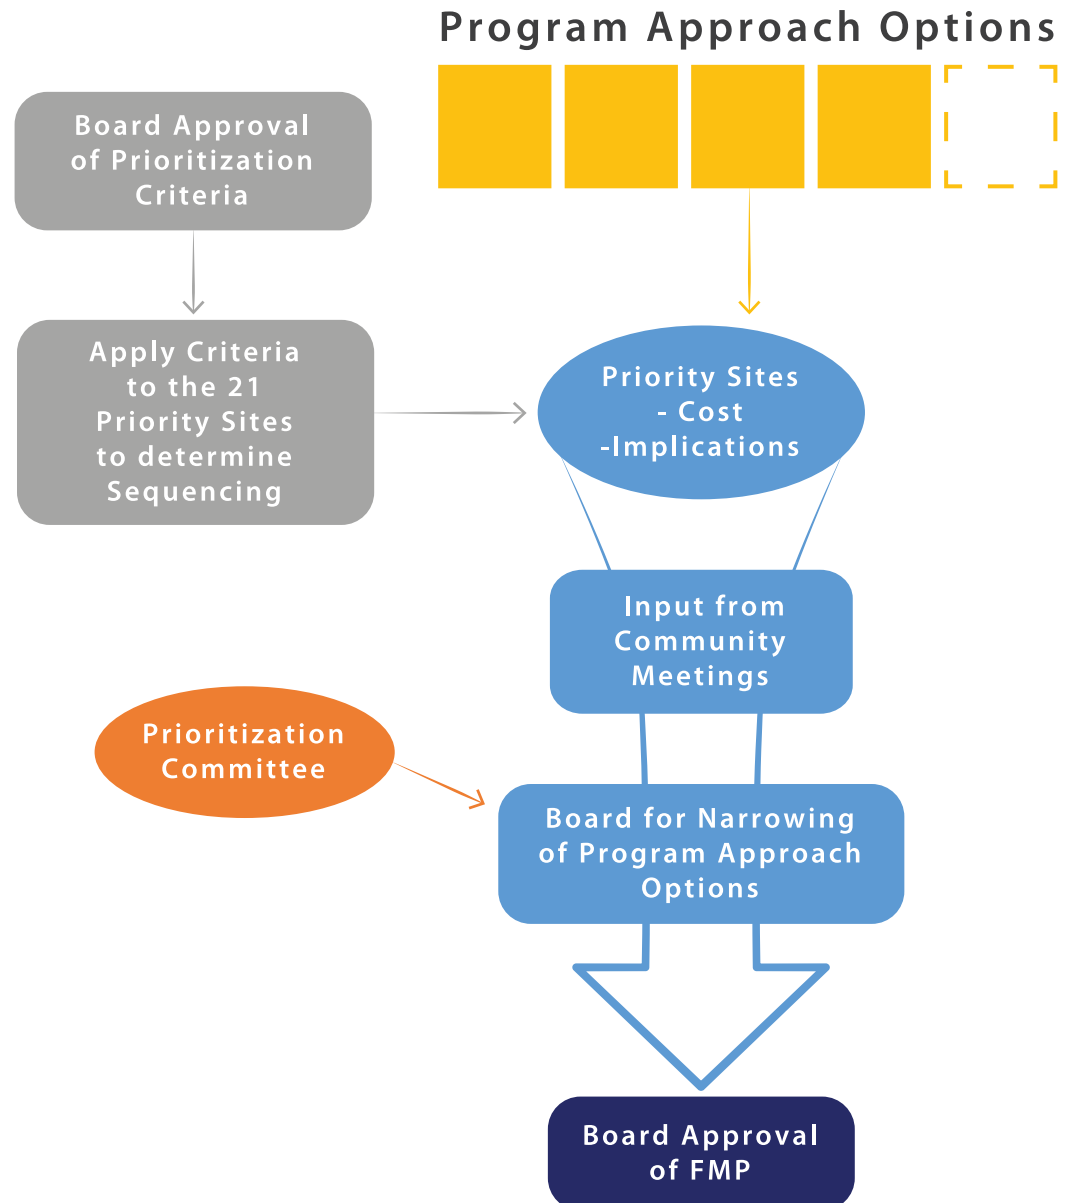 Program Approach Options
Board Approval
of Prioritization
Criteria
Apply Criteria
to the 21
Priority Sites
to determine
Sequencing
Priority Sites
- Cost
-Implications
Input from
Community
Meetings
Prioritization
Committee
Board for Narrowing
of Program Approach
Options
Board Approval
of FMP